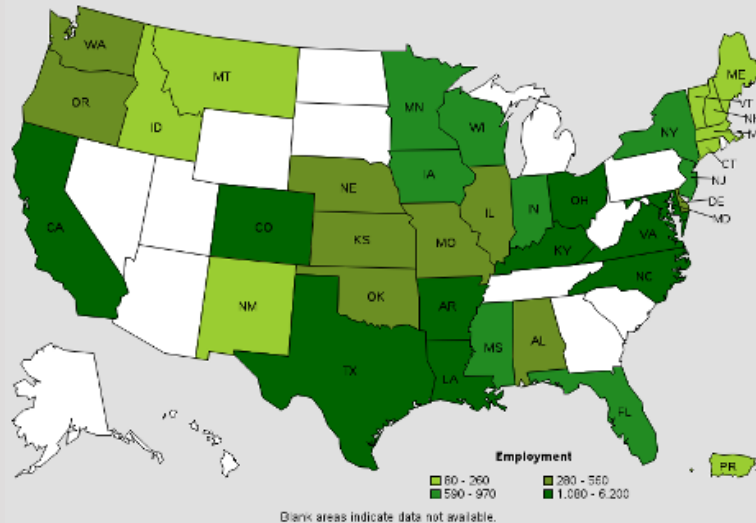 WA
MT
ME
OR
ID
MN
VT
NH
WI
NY
M
IA
CT
NE
NJ
IL
IN
OH
DE
CA
CO
MD
KS
MO
KY
VA
NC
OK
AR
NM
MS
AL
TX
LA
FL
Employment
80 - 260
280 - 560
590 - 970
1,080 - 6,200
PR
Blank areas indicate data not available.